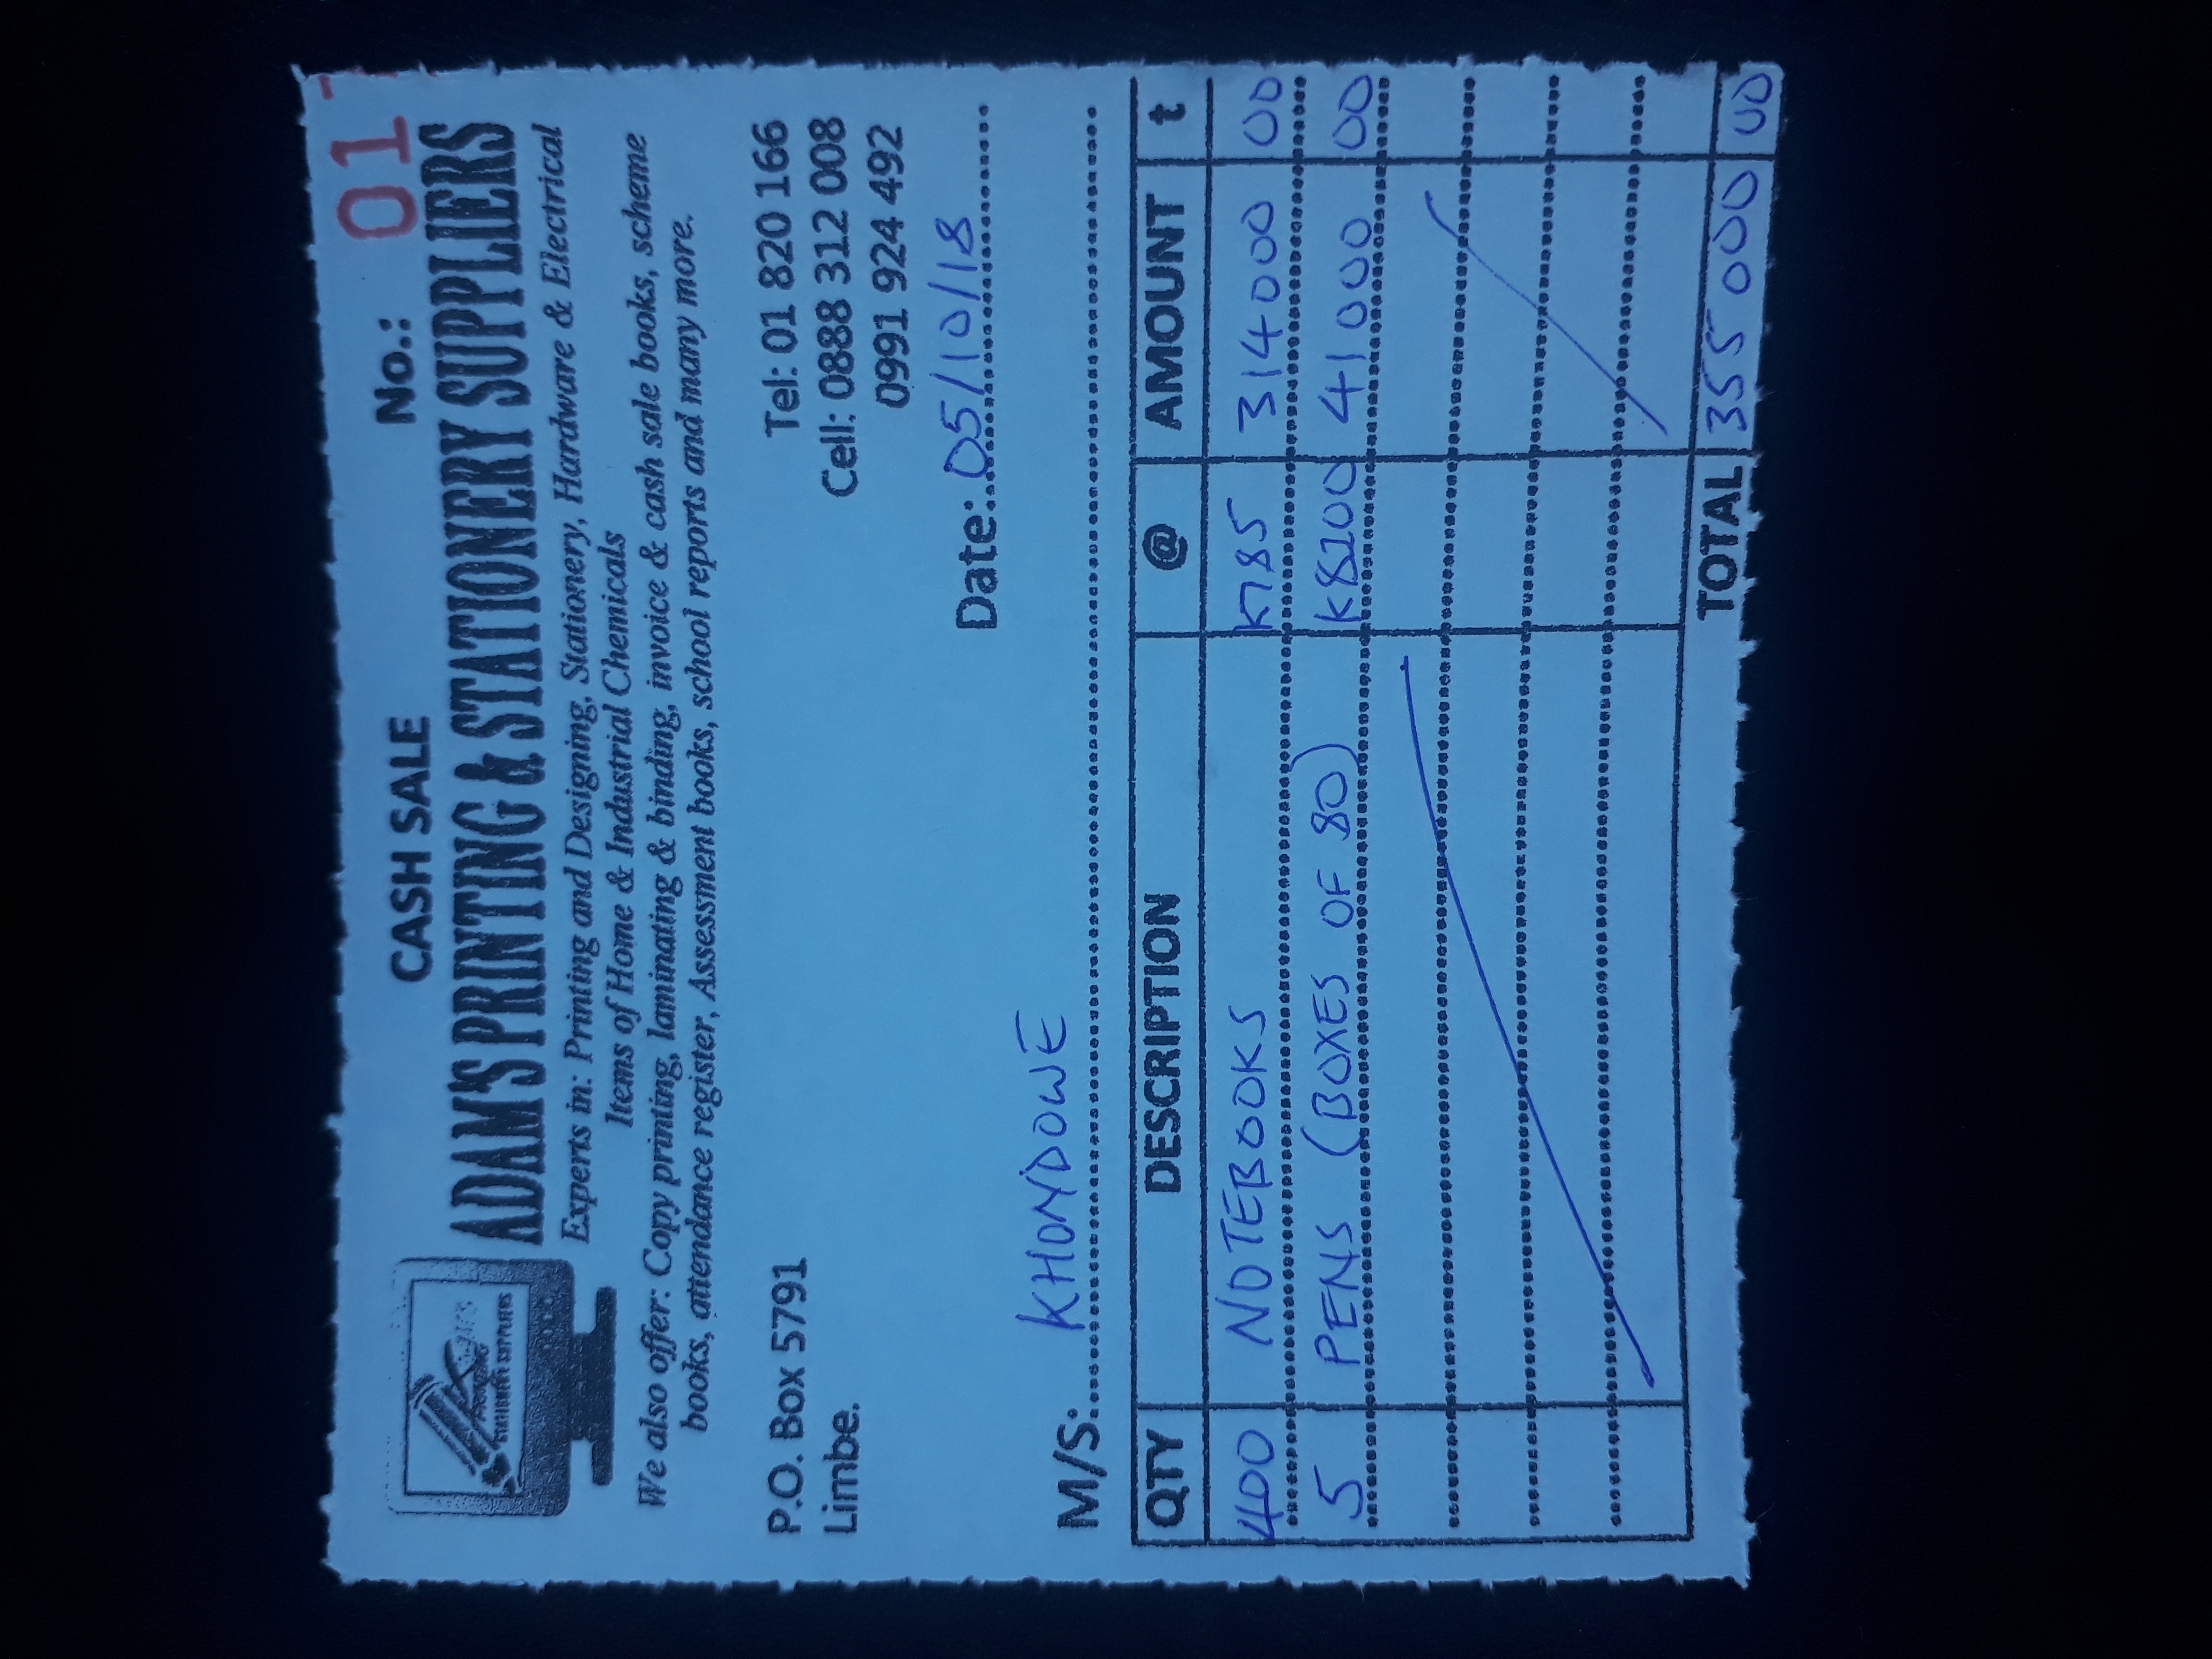 CASH SALE No.: 01
ADAM'S PRINTING & STATIONERY SUPPLIERS
Experts in: Printing and Designing, Stationery, Hardware & Electrical
Items of Home & Industrial Chemicals
We also offer: Copy printing, laminating & binding, invoice & cash sale books, scheme
books, attendance register, Assessment books, school reports and many more.
P.O. Box 5791 Tel: 01 820 166
Limbe. Cell: 0888 312 008
0991 924 492
Date: 05/10/18
M/S: KHONDOWE
QTY DESCRIPTION @ AMOUNT t
400 NOTEBOOKS K785 314000 00
5 PENS (BOXES OF 80) K8200 41000 00
TOTAL 355 000 00